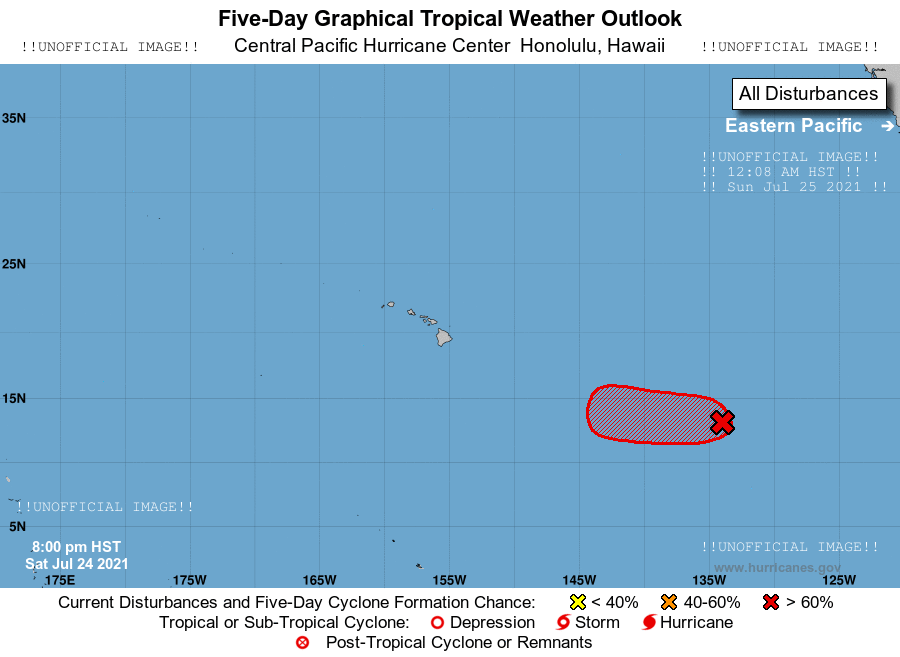 Five-Day Graphical Tropical Weather Outlook
!!UNOFFICIAL IMAGE!! Central Pacific Hurricane Center Honolulu, Hawaii !!UNOFFICIAL IMAGE!!
All Disturbances
35N
Eastern Pacific
!!UNOFFICIAL IMAGE!!
!! 12:08 AM HST !!
!! Sun Jul 25 2021 !!
25N
15N
!!UNOFFICIAL IMAGE!!
5N
8:00 pm HST
!!UNOFFICIAL IMAGE!!
Sat Jul 24 2021
www.hurricanes.gov
175E 175W 165W 155W 145W 135W 125W
Current Disturbances and Five-Day Cyclone Formation Chance: < 40% 40-60% > 60%
Tropical or Sub-Tropical Cyclone: Depression Storm Hurricane
Post-Tropical Cyclone or Remnants